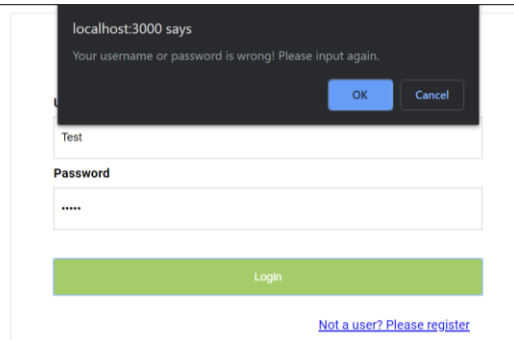 localhost:3000 says
Your username or password is wrong! Please input again.
OK Cancel
Test
Password
•••••
Login
Not a user? Please register